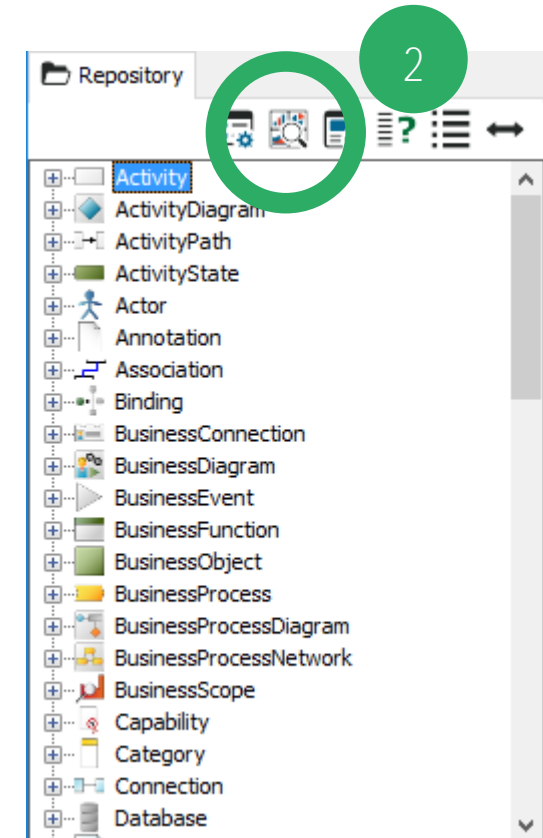 2
Repository
?
Activity
ActivityDiagram
ActivityPath
ActivityState
Actor
Annotation
Association
Binding
BusinessConnection
BusinessDiagram
BusinessEvent
BusinessFunction
BusinessObject
BusinessProcess
BusinessProcessDiagram
BusinessProcessNetwork
BusinessScope
Capability
Category
Connection
Database